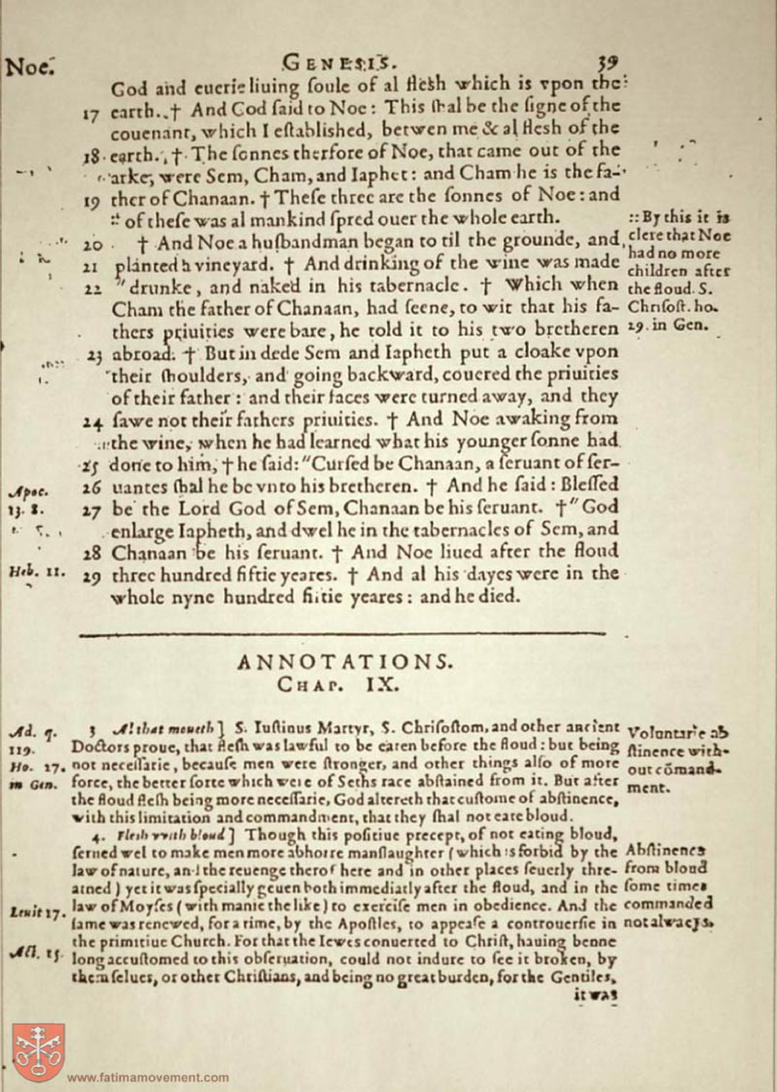 Noe.
GENESIS.
39
God and euerie liuing soule of al flesh which is vpon the
17 earth. † And God said to Noe: This shal be the signe of the
couenant, which I established, betwen me & al flesh of the
18 earth. † The sonnes therfore of Noe, that came out of the
arke, were Sem, Cham, and Iaphet: and Cham he is the fa-
19 ther of Chanaan. † These three are the sonnes of Noe: and
:: of these was al mankind spred ouer the whole earth.
20 † And Noe a husbandman began to til the grounde, and
21 planted a vineyard. † And drinking of the wine was made
22 "drunke, and naked in his tabernacle. † Which when
Cham the father of Chanaan, had seene, to wit that his fa-
thers priuities were bare, he told it to his two bretheren
23 abroad. † But in dede Sem and Iapheth put a cloake vpon
their shoulders, and going backward, couered the priuities
of their father: and their faces were turned away, and they
24 sawe not their fathers priuities. † And Noe awaking from
the wine, when he had learned what his younger sonne had
25 done to him, † he said: "Cursed be Chanaan, a seruant of ser-
26 uantes shal he be vnto his bretheren. † And he said: Blessed
27 be the Lord God of Sem, Chanaan be his seruant. †" God
enlarge Iapheth, and dwel he in the tabernacles of Sem, and
28 Chanaan be his seruant. † And Noe liued after the floud
29 three hundred fiftie yeares. † And al his dayes were in the
whole nyne hundred fiftie yeares: and he died.
:: By this it is
clere that Noe
had no more
children after
the floud. S.
Chrisost. ho.
29. in Gen.
Apoc.
13. 8.
Heb. 11.
ANNOTATIONS.
CHAP. IX.
3 Al that moueth] S. Iustinus Martyr, S. Chrisostom, and other ancient
Doctors proue, that flesh was lawful to be eaten before the floud: but being
not necessarie, because men were stronger, and other things also of more
force, the better sorte which were of Seths race abstained from it. But after
the floud flesh being more necessarie, God altereth that custome of abstinence,
with this limitation and commandment, that they shal not eate bloud.
4. Flesh with bloud] Though this positiue precept, of not eating bloud,
serued wel to make men more abhorre manslaughter (which is forbid by the
law of nature, and the reuenge therof here and in other places seuerly thre-
atned) yet it was specially geuen both immediatly after the floud, and in the
law of Moyses (with manie the like) to exercise men in obedience. And the
same was renewed, for a time, by the Apostles, to appease a controuersie in
the primitiue Church. For that the Iewes conuerted to Christ, hauing benne
long accustomed to this obseruation, could not indure to see it broken, by
themselues, or other Christians, and being no great burden, for the Gentiles,
it was
Ad. q.
119.
Ho. 27.
in Gen.
Leuit 17.
Act. 15.
Voluntarie ab
stinence with-
out cõmand-
ment.
Abstinence
from bloud
some times
commanded
not alwaeys.
www.fatimamovement.com